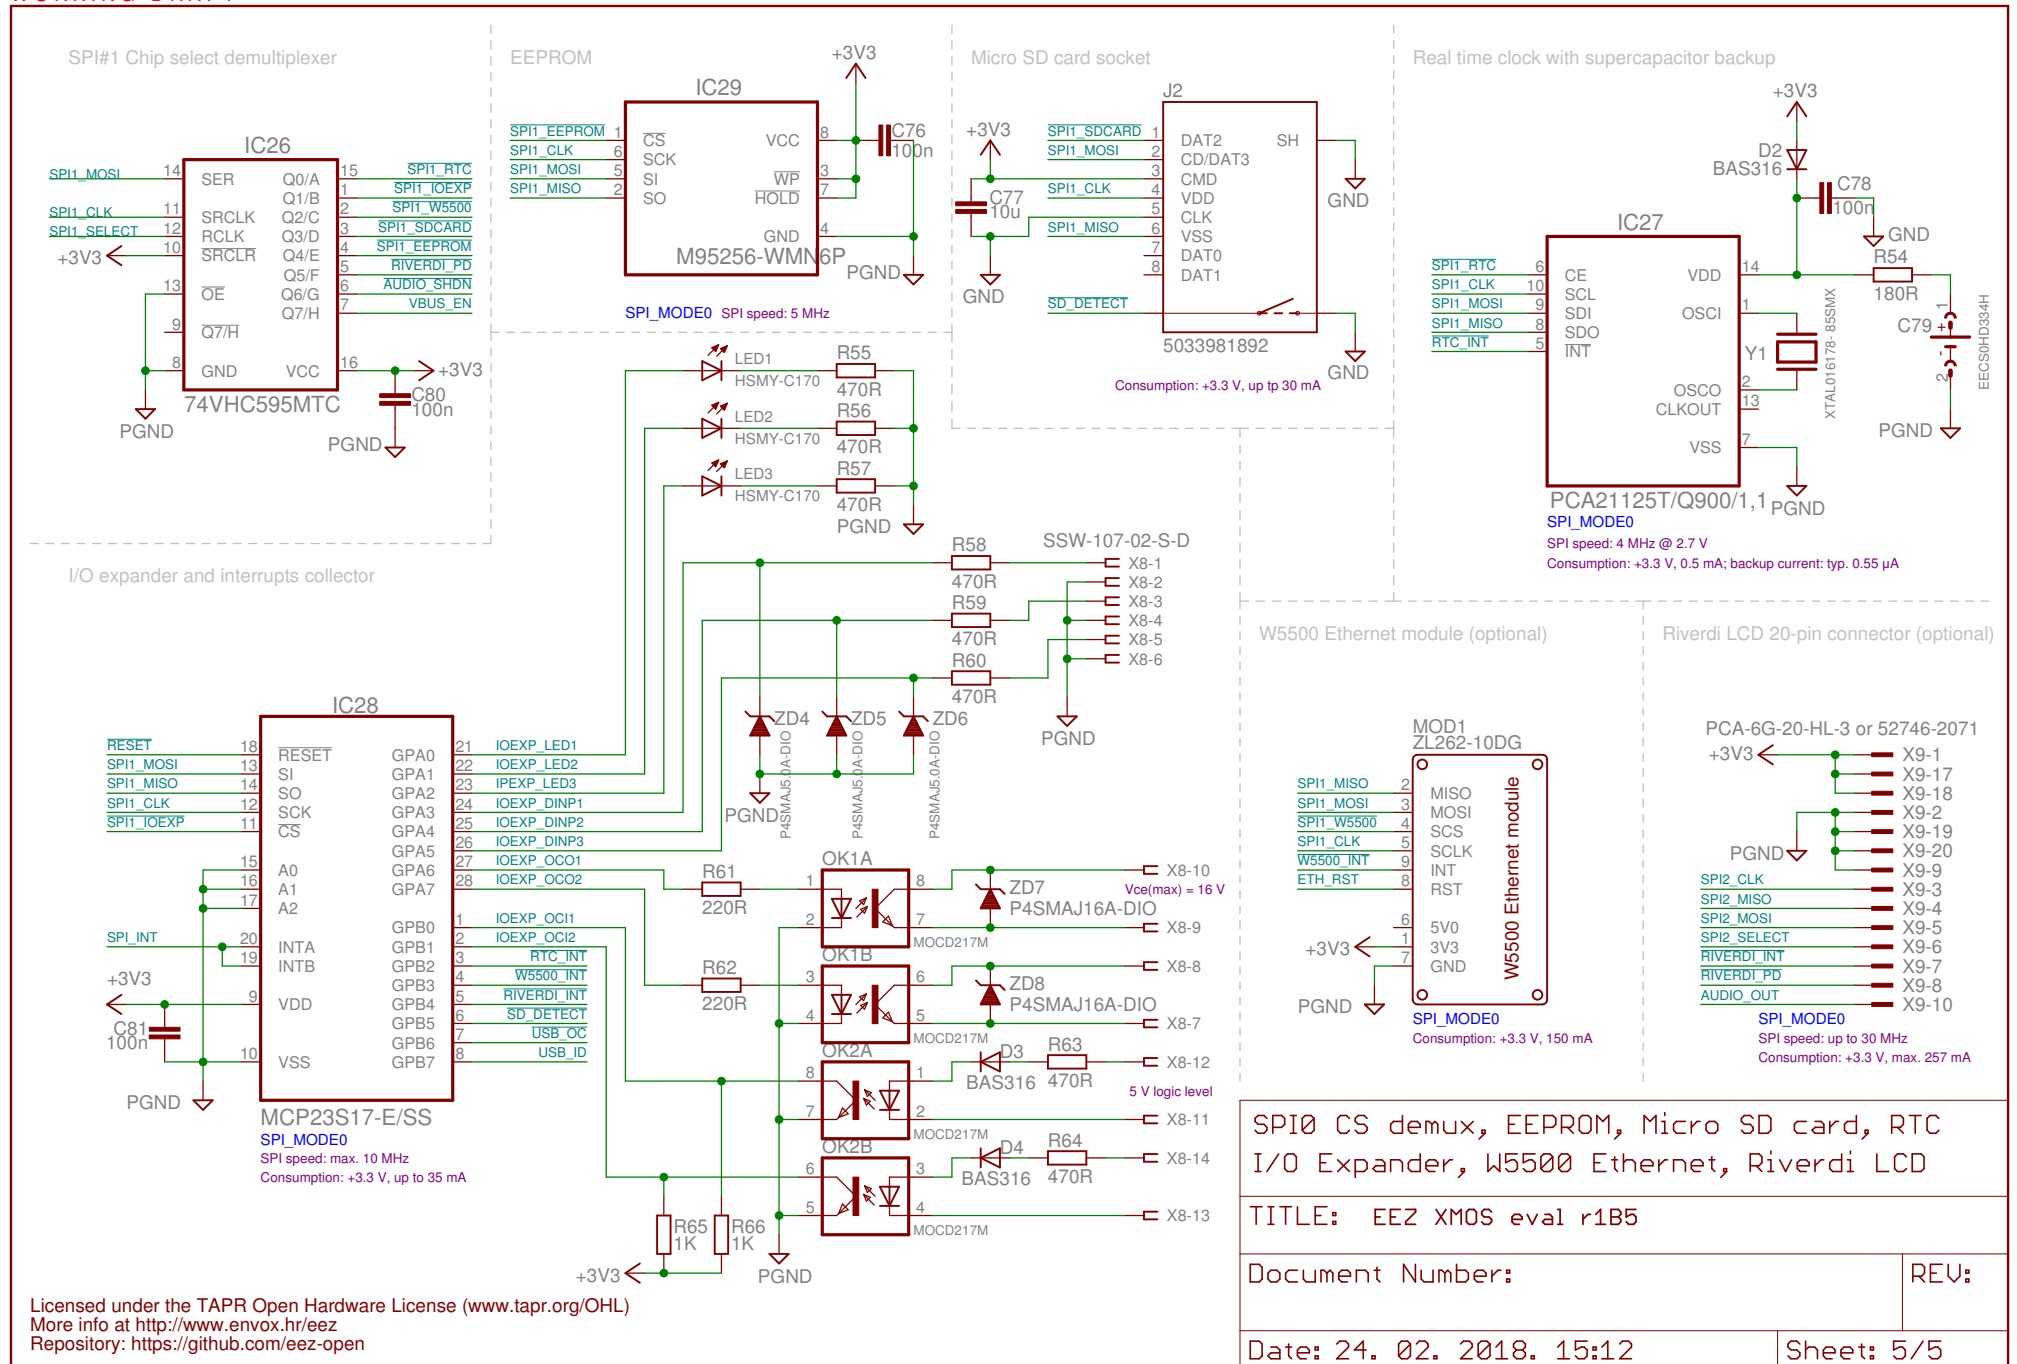 SPI#1 Chip select demultiplexer
IC26
SPI1_MOSI
SPI1_CLK
SPI1_SELECT
+3V3
14
11
12
10
13
9
8
SER
SRCLK
RCLK
SRCLR
OE
Q7/H
GND
Q0/A
Q1/B
Q2/C
Q3/D
Q4/E
Q5/F
Q6/G
Q7/H
VCC
15
1
2
3
4
5
6
7
16
SPI1_RTC
SPI1_IOEXP
SPI1_W5500
SPI1_SDCARD
SPI1_EEPROM
RIVERDI_PD
AUDIO_SHDN
VBUS_EN
+3V3
C80
100n
74VHC595MTC
PGND
PGND
EEPROM
IC29
+3V3
SPI1_EEPROM
SPI1_CLK
SPI1_MOSI
SPI1_MISO
1
6
5
2
CS
SCK
SI
SO
VCC
WP
HOLD
GND
8
3
7
4
C76
100n
M95256-WMN6P
PGND
SPI_MODE0 SPI speed: 5 MHz
Micro SD card socket
J2
+3V3
C77
10u
GND
SPI1_SDCARD
SPI1_MOSI
SPI1_CLK
SPI1_MISO
SD_DETECT
1
2
3
4
5
6
7
8
DAT2
CD/DAT3
CMD
VDD
CLK
VSS
DAT0
DAT1
SH
GND
GND
5033981892
Consumption: +3.3 V, up tp 30 mA
Real time clock with supercapacitor backup
+3V3
D2
BAS316
C78
100n
GND
IC27
SPI1_RTC
SPI1_CLK
SPI1_MOSI
SPI1_MISO
RTC_INT
6
10
9
8
5
CE
SCL
SDI
SDO
INT
VDD
OSCI
OSCO
CLKOUT
VSS
14
1
2
13
7
R54
180R
Y1
XTAL016178-85SMX
C79
+
-
1
2
EECS0HD334H
PGND
PGND
PCA21125T/Q900/1,1
SPI_MODE0
SPI speed: 4 MHz @ 2.7 V
Consumption: +3.3 V, 0.5 mA; backup current: typ. 0.55 µA
LED1
HSMY-C170
R55
470R
LED2
HSMY-C170
R56
470R
LED3
HSMY-C170
R57
470R
PGND
I/O expander and interrupts collector
SSW-107-02-S-D
R58
470R
R59
470R
R60
470R
X8-1
X8-2
X8-3
X8-4
X8-5
X8-6
PGND
ZD4
P4SMAJ5.0A-DIO
ZD5
P4SMAJ5.0A-DIO
ZD6
P4SMAJ5.0A-DIO
PGND
IC28
RESET
SPI1_MOSI
SPI1_MISO
SPI1_CLK
SPI1_IOEXP
SPI_INT
+3V3
C81
100n
PGND
18
13
14
12
11
15
16
17
20
19
9
10
RESET
SI
SO
SCK
CS
A0
A1
A2
INTA
INTB
VDD
VSS
GPA0
GPA1
GPA2
GPA3
GPA4
GPA5
GPA6
GPA7
GPB0
GPB1
GPB2
GPB3
GPB4
GPB5
GPB6
GPB7
21
22
23
24
25
26
27
28
1
2
3
4
5
6
7
8
IOEXP_LED1
IOEXP_LED2
IPEXP_LED3
IOEXP_DINP1
IOEXP_DINP2
IOEXP_DINP3
IOEXP_OCO1
IOEXP_OCO2
IOEXP_OCI1
IOEXP_OCI2
RTC_INT
W5500_INT
RIVERDI_INT
SD_DETECT
USB_OC
USB_ID
MCP23S17-E/SS
SPI_MODE0
SPI speed: max. 10 MHz
Consumption: +3.3 V, up to 35 mA
R61
220R
R62
220R
OK1A
1
2
8
7
MOCD217M
OK1B
3
4
6
5
MOCD217M
OK2A
8
7
1
2
MOCD217M
OK2B
6
5
3
4
MOCD217M
ZD7
P4SMAJ16A-DIO
ZD8
P4SMAJ16A-DIO
D3
BAS316
R63
470R
D4
BAS316
R64
470R
X8-10
Vce(max) = 16 V
X8-9
X8-8
X8-7
X8-12
5 V logic level
X8-11
X8-14
X8-13
R65
1K
R66
1K
+3V3
PGND
W5500 Ethernet module (optional)
MOD1
ZL262-10DG
SPI1_MISO
SPI1_MOSI
SPI1_W5500
SPI1_CLK
W5500_INT
ETH_RST
+3V3
PGND
2
3
4
5
9
8
6
1
7
MISO
MOSI
SCS
SCLK
INT
RST
5V0
3V3
GND
W5500 Ethernet module
SPI_MODE0
Consumption: +3.3 V, 150 mA
Riverdi LCD 20-pin connector (optional)
PCA-6G-20-HL-3 or 52746-2071
+3V3
PGND
SPI2_CLK
SPI2_MISO
SPI2_MOSI
SPI2_SELECT
RIVERDI_INT
RIVERDI_PD
AUDIO_OUT
X9-1
X9-17
X9-18
X9-2
X9-19
X9-20
X9-9
X9-3
X9-4
X9-5
X9-6
X9-7
X9-8
X9-10
SPI_MODE0
SPI speed: up to 30 MHz
Consumption: +3.3 V, max. 257 mA
SPI0 CS demux, EEPROM, Micro SD card, RTC
I/O Expander, W5500 Ethernet, Riverdi LCD
TITLE: EEZ XMOS eval r1B5
Document Number:
REV:
Date: 24. 02. 2018. 15:12
Sheet: 5/5
Licensed under the TAPR Open Hardware License (www.tapr.org/OHL)
More info at http://www.envox.hr/eez
Repository: https://github.com/eez-open